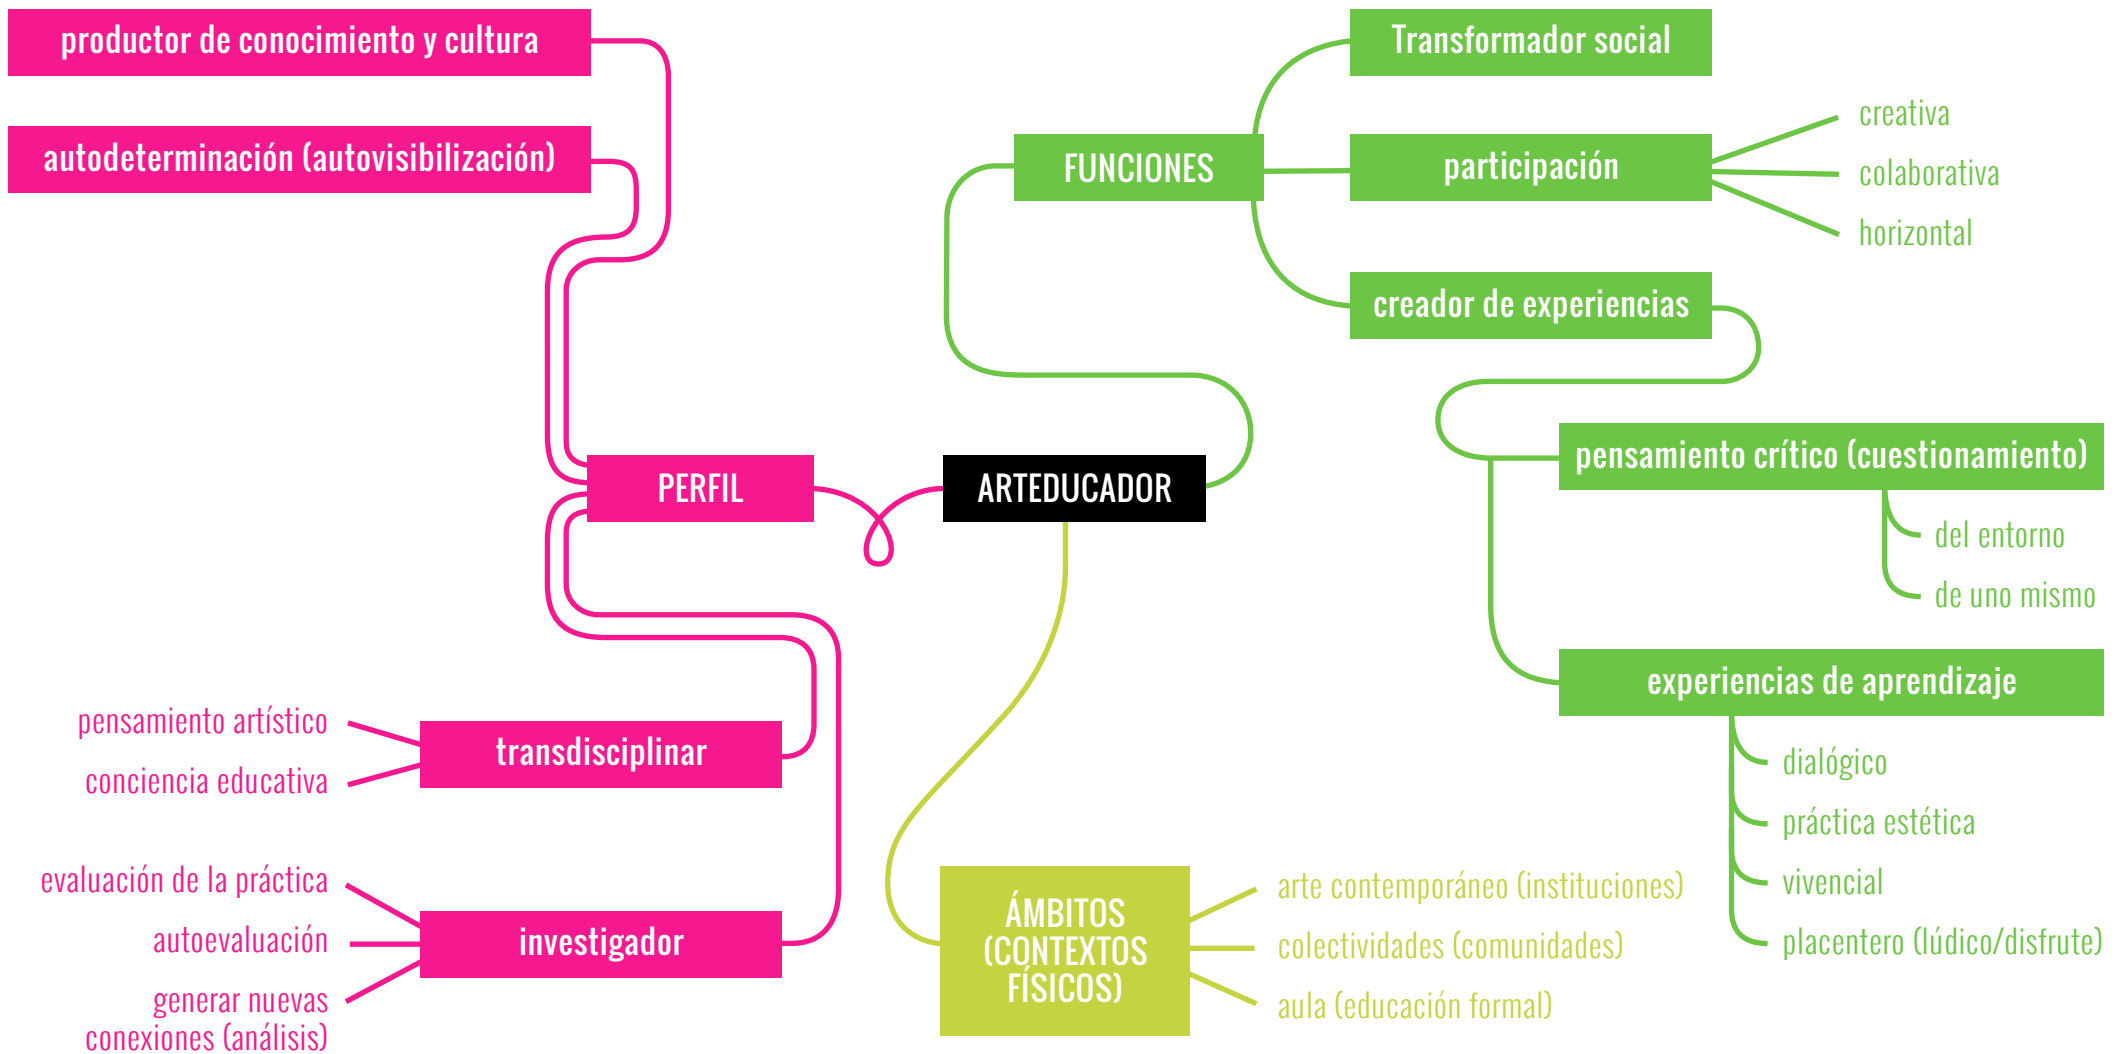 productor de conocimiento y cultura
autodeterminación (autovisibilización)
PERFIL
transdisciplinar
pensamiento artístico
conciencia educativa
investigador
evaluación de la práctica
autoevaluación
generar nuevas
conexiones (análisis)
ARTEDUCADOR
FUNCIONES
Transformador social
participación
creativa
colaborativa
horizontal
creador de experiencias
pensamiento crítico (cuestionamiento)
del entorno
de uno mismo
experiencias de aprendizaje
dialógico
práctica estética
vivencial
placentero (lúdico/disfrute)
ÁMBITOS
(CONTEXTOS
FÍSICOS)
arte contemporáneo (instituciones)
colectividades (comunidades)
aula (educación formal)